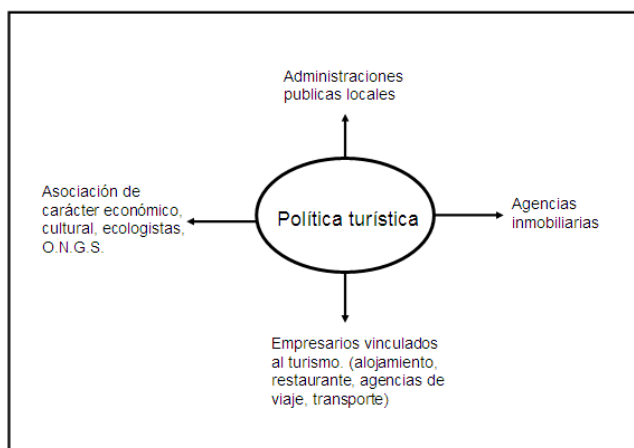 Administraciones
publicas locales
Asociación de
carácter económico,
cultural, ecologistas,
O.N.G.S.
Política turística
Agencias
inmobiliarias
Empresarios vinculados
al turismo. (alojamiento,
restaurante, agencias de
viaje, transporte)